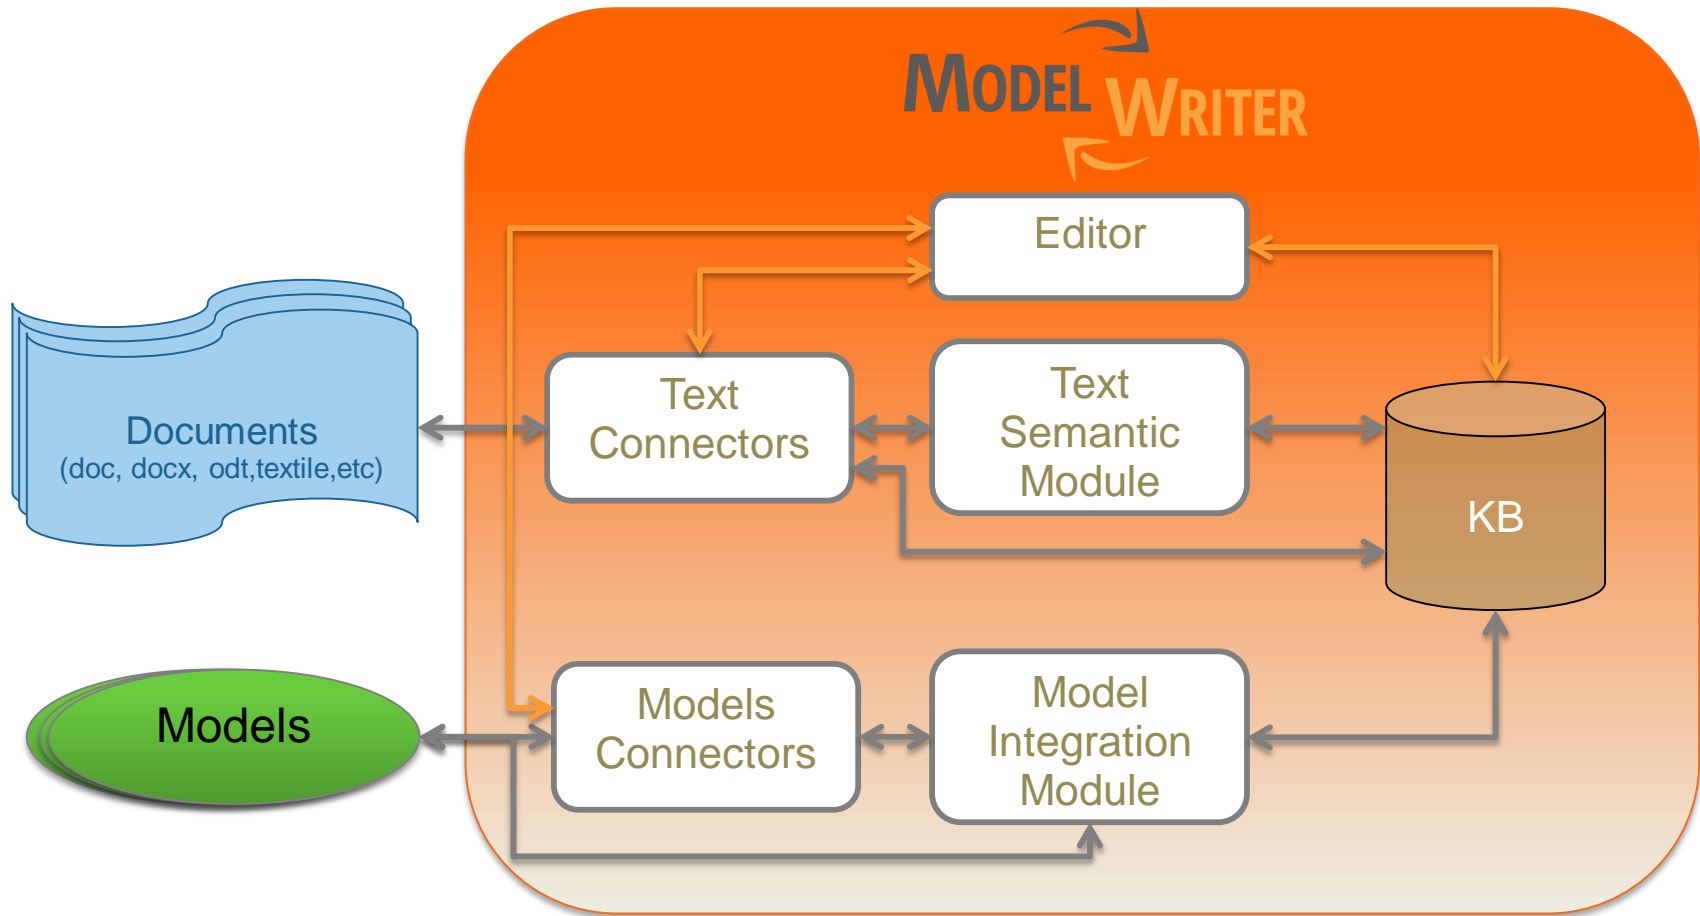 MODEL
WRITER
Editor
Text
Connectors
Text
Semantic
Module
Documents
(doc, docx, odt,textile,etc)
KB
Models
Models
Connectors
Model
Integration
Module